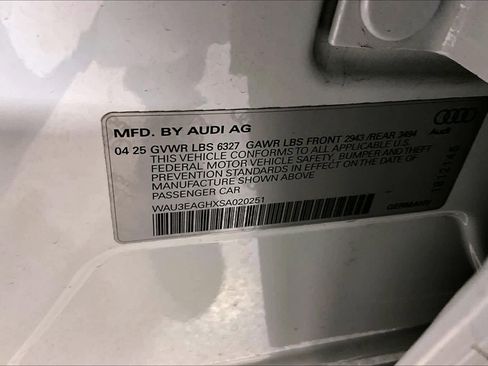 MFD. BY AUDI AG
04 25 GVWR LBS 6327 GAWR LBS FRONT 2943 /REAR 3494
THIS VEHICLE CONFORMS TO ALL APPLICABLE U.S.
FEDERAL MOTOR VEHICLE SAFETY, BUMPER AND THEFT
PREVENTION STANDARDS IN EFFECT ON THE DATE OF
MANUFACTURE SHOWN ABOVE
PASSENGER CAR
WAU3EAGHXSA020251
Audi
GERMANY